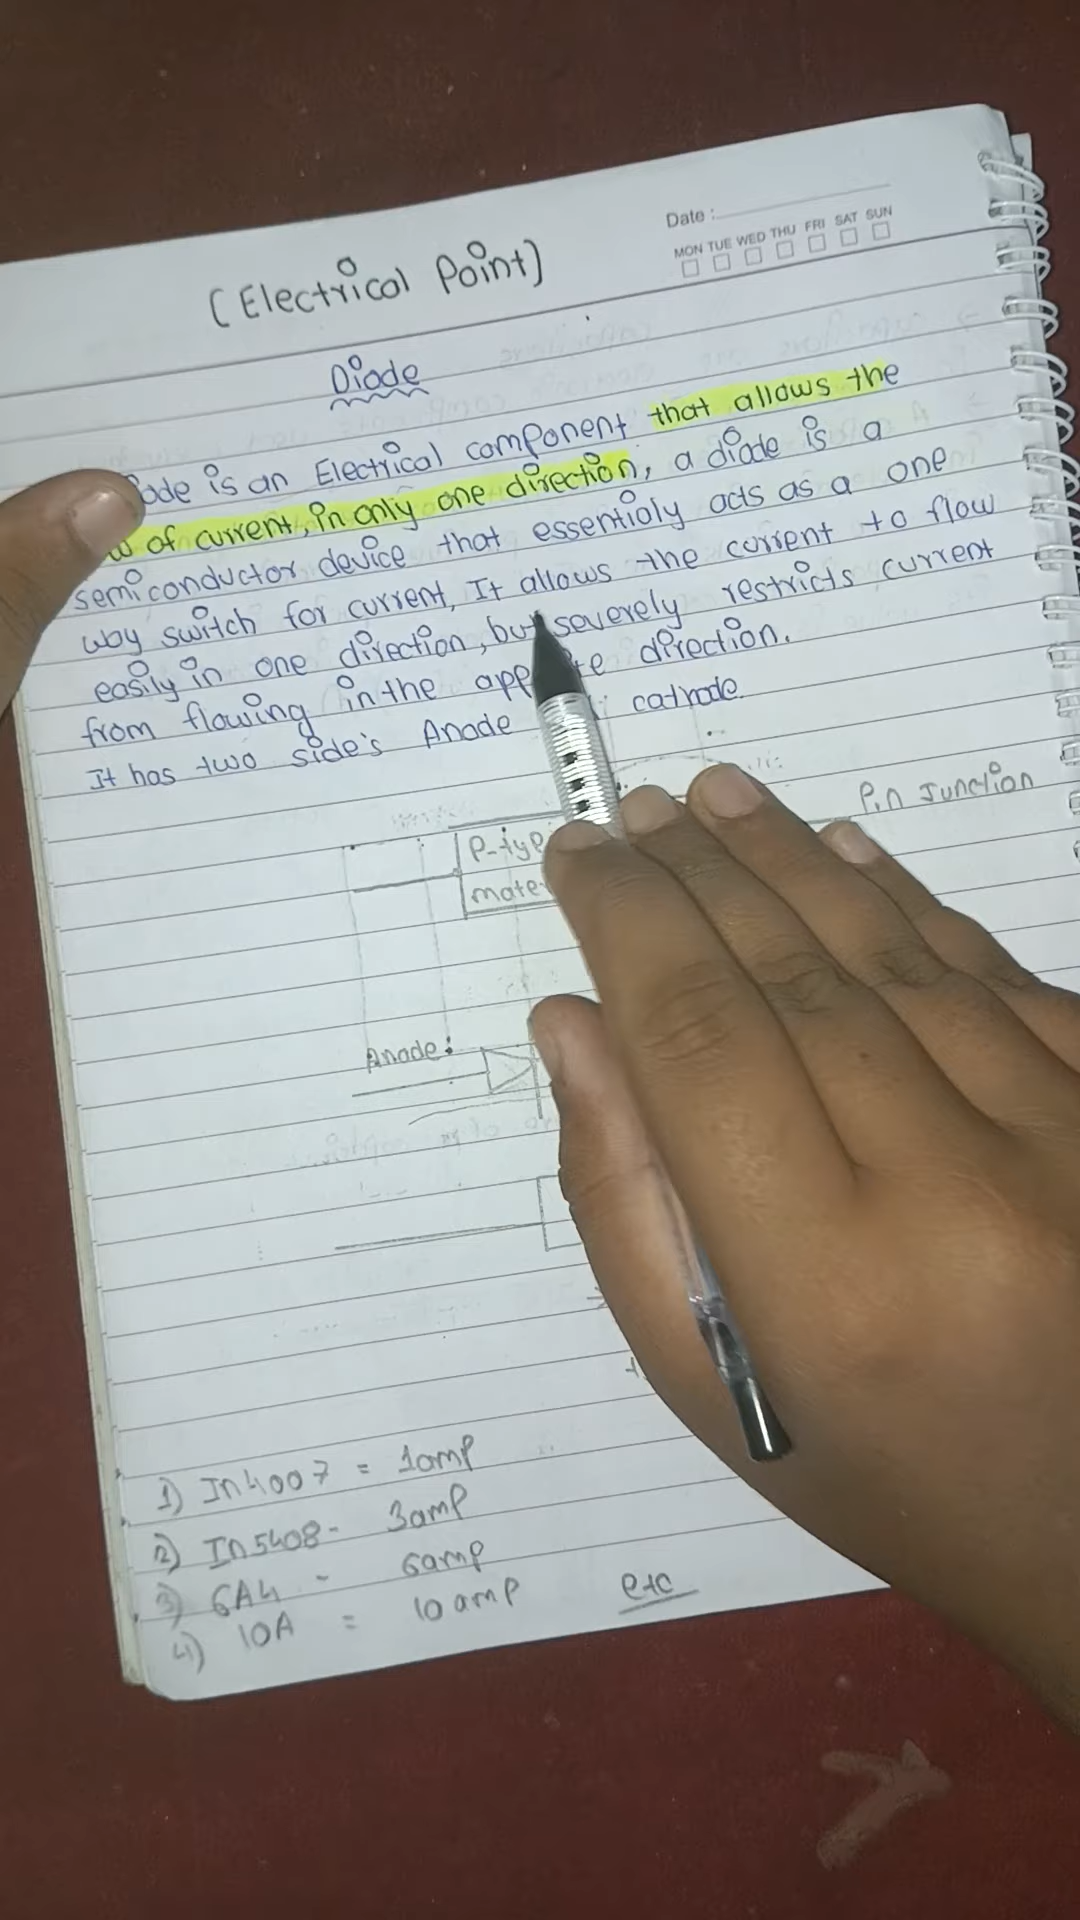 Date :
MON TUE WED THU FRI SAT SUN
(Electrical Point)
Diode
ode is an Electrical component that allows the
w of current, in only one direction, a diode is a
semiconductor device that essentioly acts as a one
way switch for current, It allows the current to flow
easily in one direction, but severely restricts current
from flowing in the app te direction.
It has two side's Anode cathode.
P-type
mate
P.n Junction
Anode:
1) In4007 = 1amp
2) In5408- 3amp
3) 6A4 - 6amp
4) 10A = 10 amp
etc